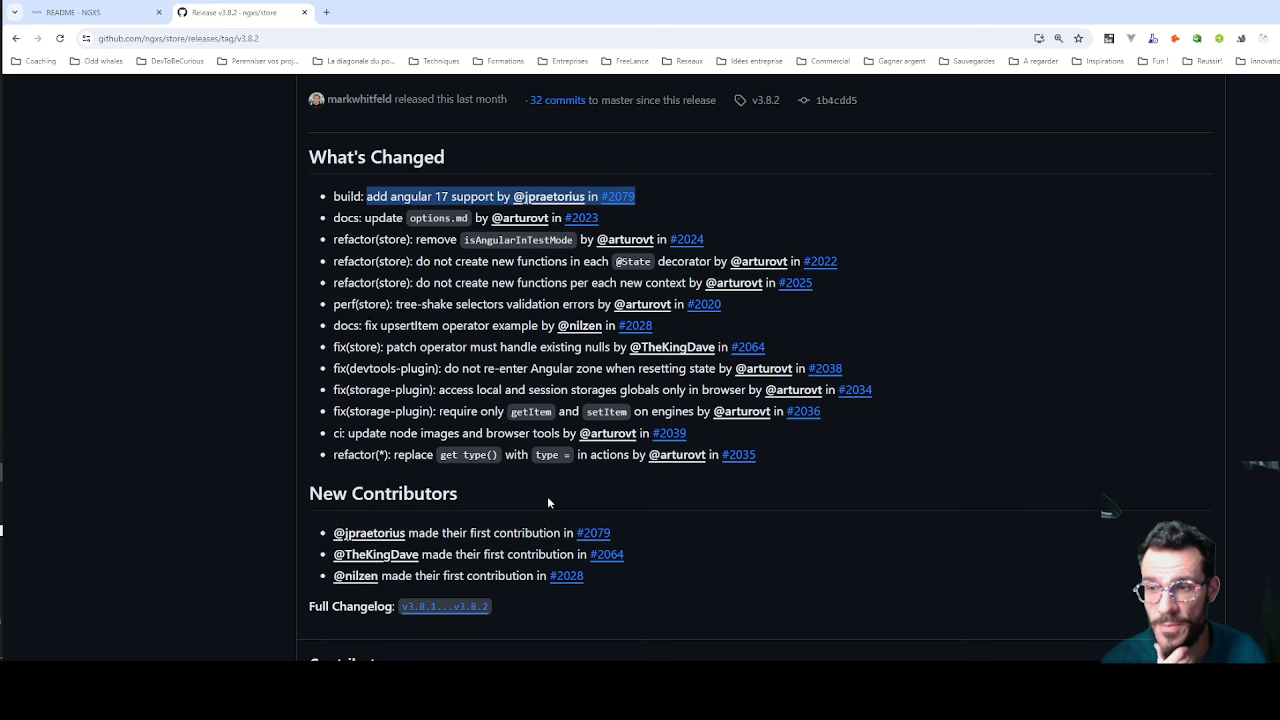 README - NGXS
Release v3.8.2 - ngxs/store
github.com/ngxs/store/releases/tag/v3.8.2
Coaching
Odd whales
DevToBeCurious
Perenniser vos proj...
La diagonale du po...
Techniques
Formations
Entreprises
FreeLance
Reseaux
Idées entreprise
Commercial
Gagner argent
Sauvegardes
A regarder
Inspirations
Fun !
Reussir!
Innovatio
markwhitfeld released this last month · 32 commits to master since this release v3.8.2 1b4cdd5
What's Changed
build: add angular 17 support by @jpraetorius in #2079
docs: update options.md by @arturovt in #2023
refactor(store): remove isAngularInTestMode by @arturovt in #2024
refactor(store): do not create new functions in each @State decorator by @arturovt in #2022
refactor(store): do not create new functions per each new context by @arturovt in #2025
perf(store): tree-shake selectors validation errors by @arturovt in #2020
docs: fix upsertItem operator example by @nilzen in #2028
fix(store): patch operator must handle existing nulls by @TheKingDave in #2064
fix(devtools-plugin): do not re-enter Angular zone when resetting state by @arturovt in #2038
fix(storage-plugin): access local and session storages globals only in browser by @arturovt in #2034
fix(storage-plugin): require only getItem and setItem on engines by @arturovt in #2036
ci: update node images and browser tools by @arturovt in #2039
refactor(*): replace get type() with type = in actions by @arturovt in #2035
New Contributors
@jpraetorius made their first contribution in #2079
@TheKingDave made their first contribution in #2064
@nilzen made their first contribution in #2028
Full Changelog: v3.8.1...v3.8.2